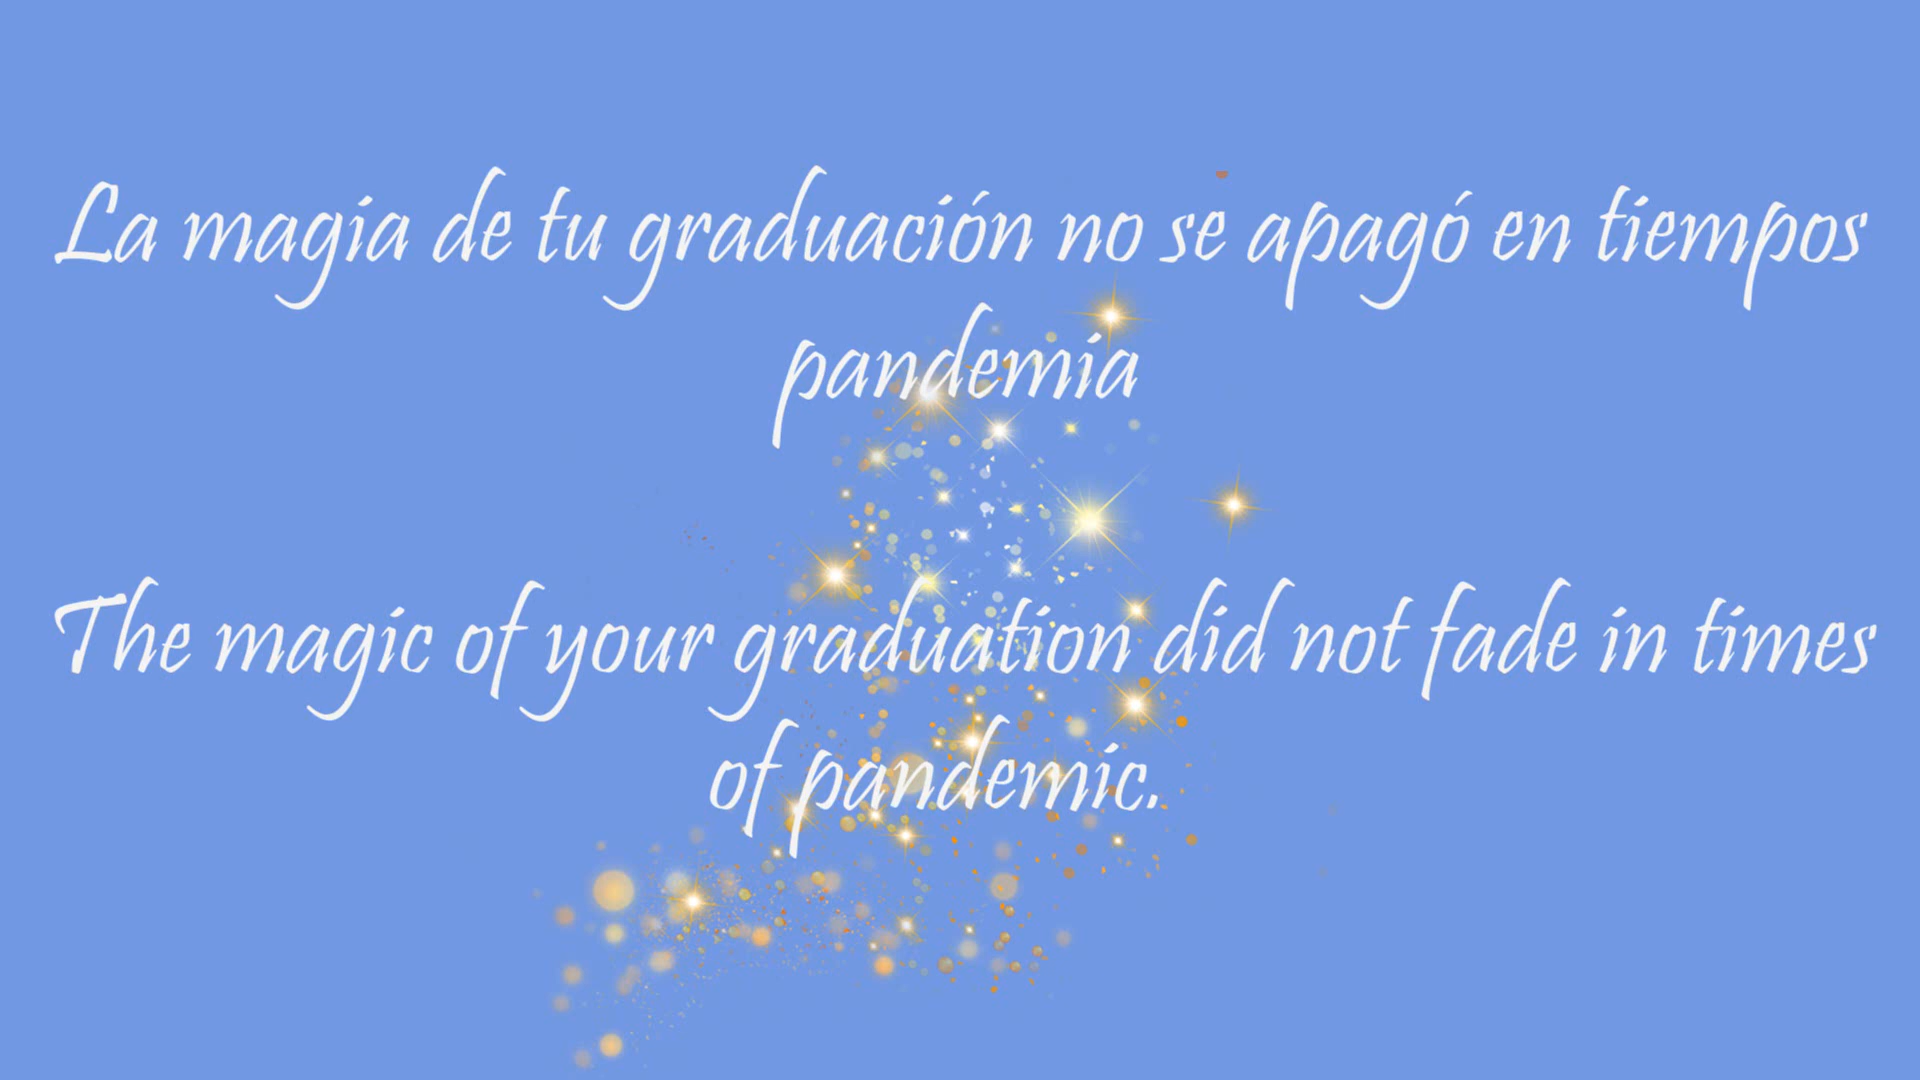 La magia de tu graduación no se apagó en tiempos
pandemia
The magic of your graduation did not fade in times
of pandemic.